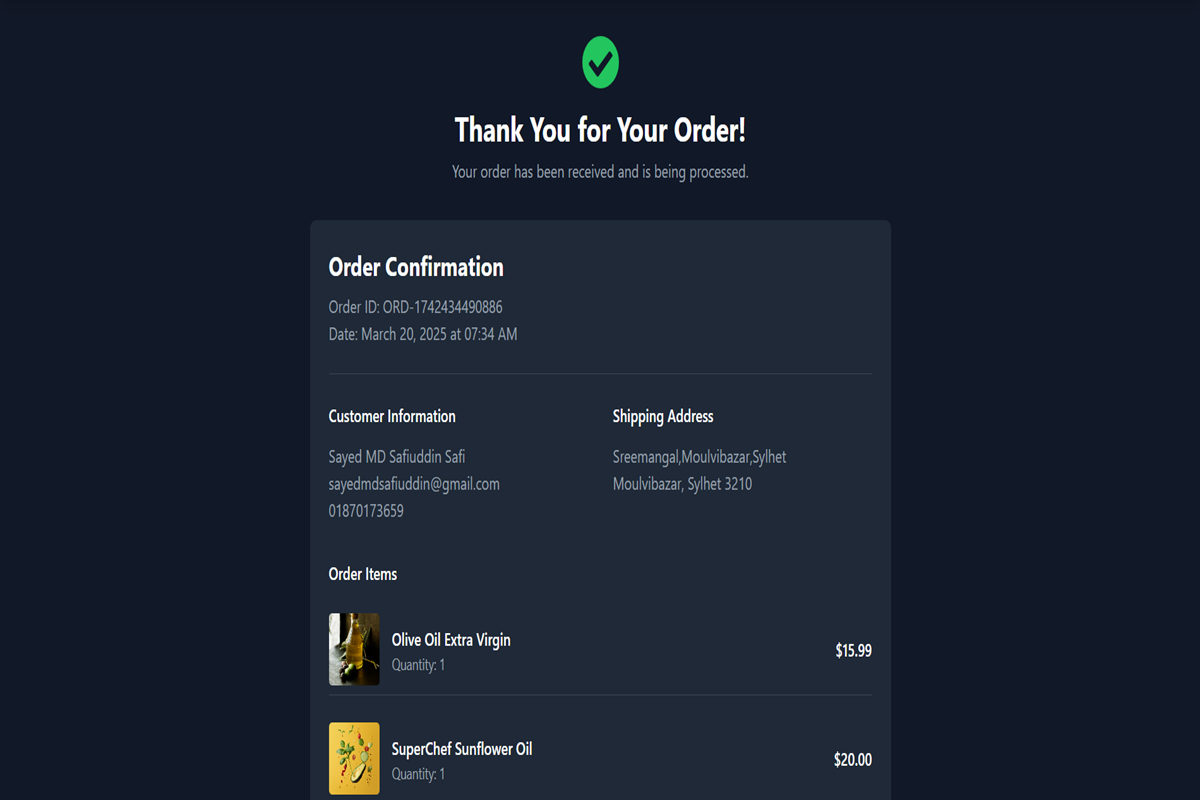 Thank You for Your Order!
Your order has been received and is being processed.
Order Confirmation
Order ID: ORD-1742434490886
Date: March 20, 2025 at 07:34 AM
Customer Information
Sayed MD Safiuddin Safi
sayedmdsafiuddin@gmail.com
01870173659
Shipping Address
Sreemangal,Moulvibazar,Sylhet
Moulvibazar, Sylhet 3210
Order Items
Olive Oil Extra Virgin
Quantity: 1
$15.99
SuperChef Sunflower Oil
Quantity: 1
$20.00